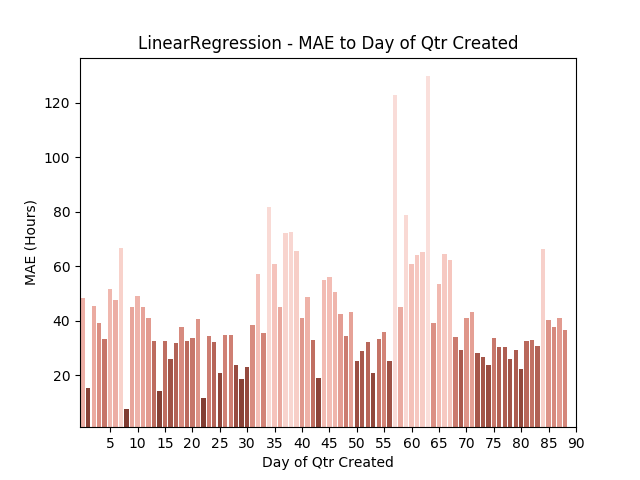 LinearRegression - MAE to Day of Qtr Created
MAE (Hours)
120
100
80
60
40
20
5 10 15 20 25 30 35 40 45 50 55 60 65 70 75 80 85 90
Day of Qtr Created